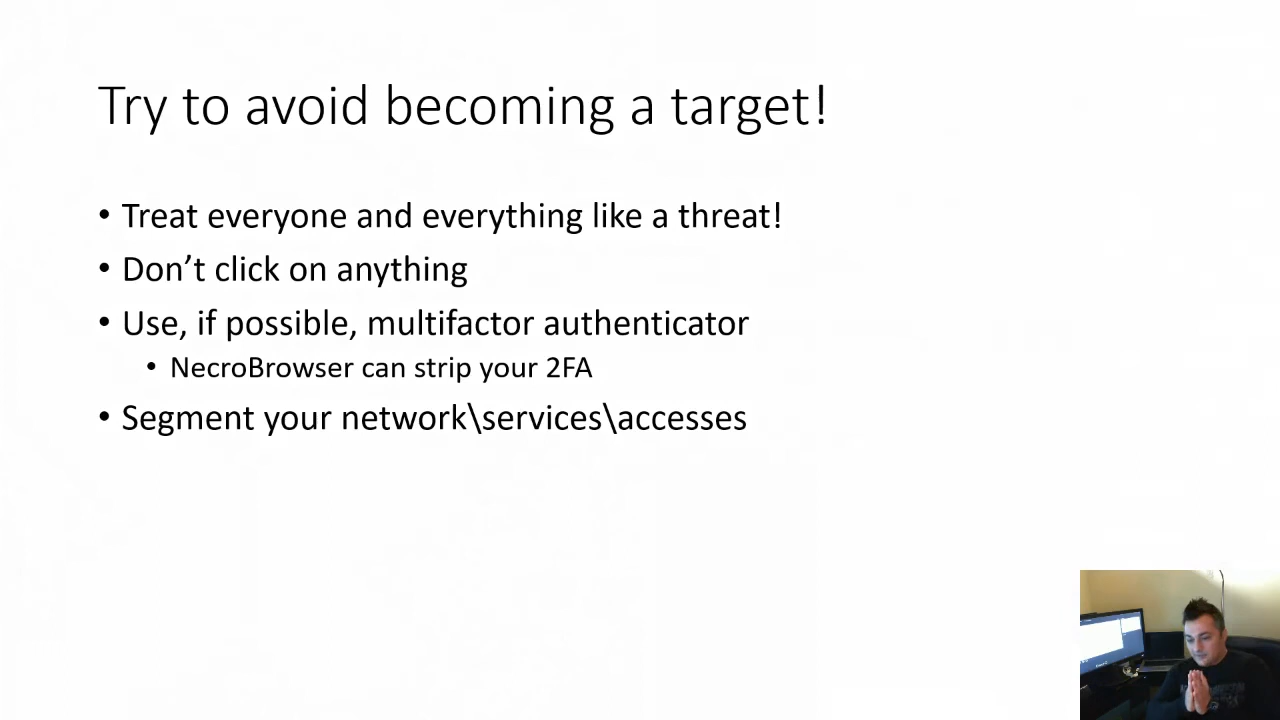 Try to avoid becoming a target!
• Treat everyone and everything like a threat!
• Don’t click on anything
• Use, if possible, multifactor authenticator
• NecroBrowser can strip your 2FA
• Segment your network\services\accesses